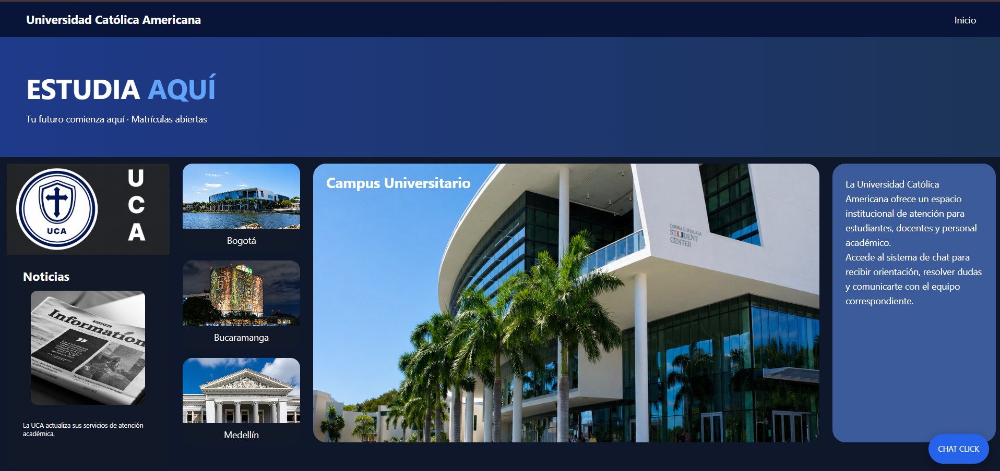 Universidad Católica Americana
Inicio
ESTUDIA AQUÍ
Tu futuro comienza aquí · Matrículas abiertas
UCA
U
C
A
Noticias
Information
La UCA actualiza sus servicios de atención
académica.
Bogotá
Bucaramanga
Medellín
Campus Universitario
DONNA E. SHALALA
STUDENT
CENTER
La Universidad Católica
Americana ofrece un espacio
institucional de atención para
estudiantes, docentes y personal
académico.
Accede al sistema de chat para
recibir orientación, resolver dudas
y comunicarte con el equipo
correspondiente.
CHAT CLICK